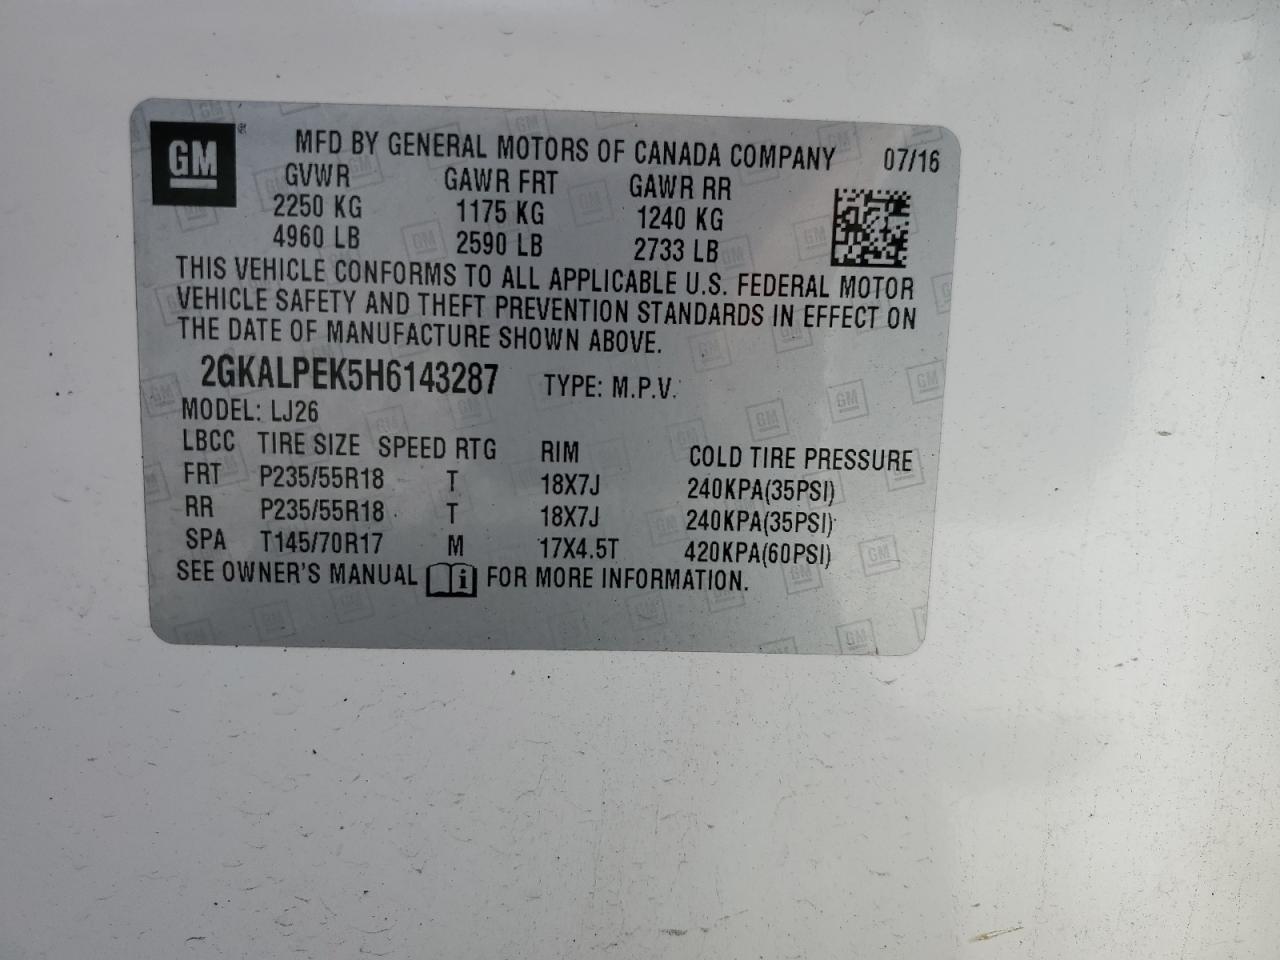 GM
MFD BY GENERAL MOTORS OF CANADA COMPANY 07/16
GVWR GAWR FRT GAWR RR
2250 KG 1175 KG 1240 KG
4960 LB 2590 LB 2733 LB
THIS VEHICLE CONFORMS TO ALL APPLICABLE U.S. FEDERAL MOTOR
VEHICLE SAFETY AND THEFT PREVENTION STANDARDS IN EFFECT ON
THE DATE OF MANUFACTURE SHOWN ABOVE.
2GKALPEK5H6143287 TYPE: M.P.V.
MODEL: LJ26
LBCC TIRE SIZE SPEED RTG RIM COLD TIRE PRESSURE
FRT P235/55R18 T 18X7J 240KPA(35PSI)
RR P235/55R18 T 18X7J 240KPA(35PSI)
SPA T145/70R17 M 17X4.5T 420KPA(60PSI)
SEE OWNER'S MANUAL FOR MORE INFORMATION.